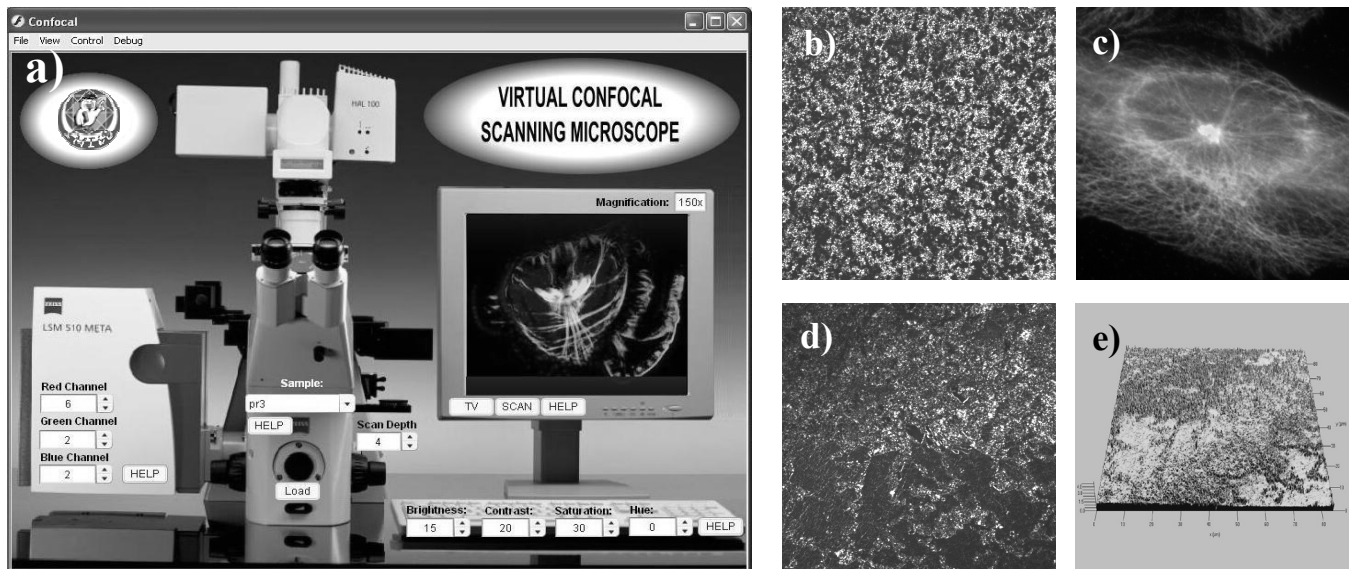 Confocal
File View Control Debug
a)
HAL 100
VIRTUAL CONFOCAL
SCANNING MICROSCOPE
Magnification: 150x
ZEISS
LSM 510 META
Red Channel
6
Green Channel
2
Blue Channel
2 HELP
Sample:
pr3
HELP
Scan Depth
4
Load
TV SCAN HELP
Brightness: Contrast: Saturation: Hue:
15 20 30 0 HELP
b)
c)
d)
e)